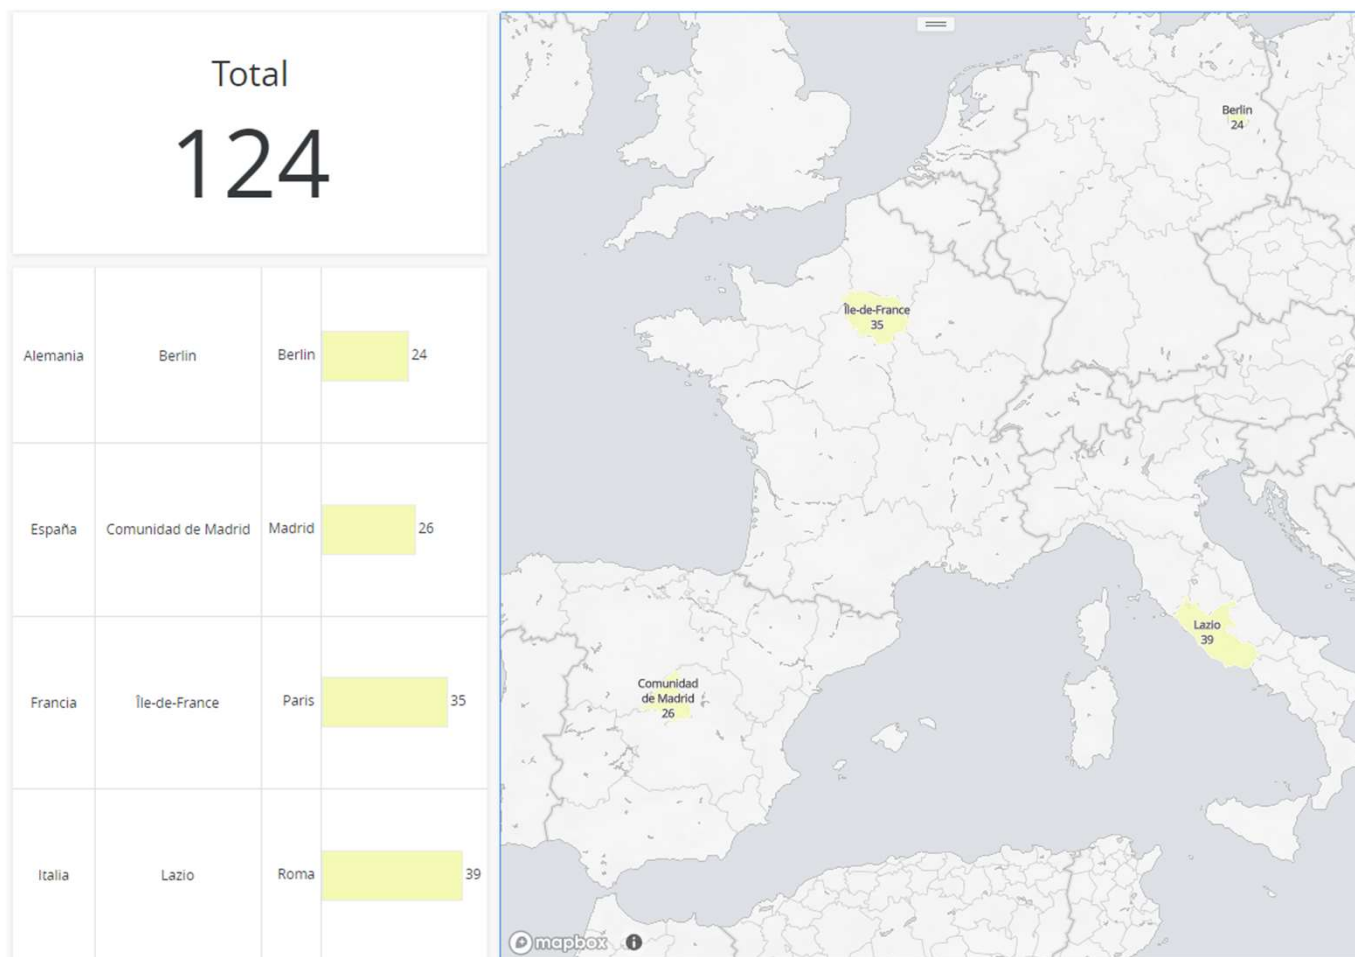 Total
124
Alemania Berlin Berlin 24
España Comunidad de Madrid Madrid 26
Francia Île-de-France Paris 35
Italia Lazio Roma 39
Berlin
24
Île-de-France
35
Lazio
39
Comunidad
de Madrid
26
mapbox